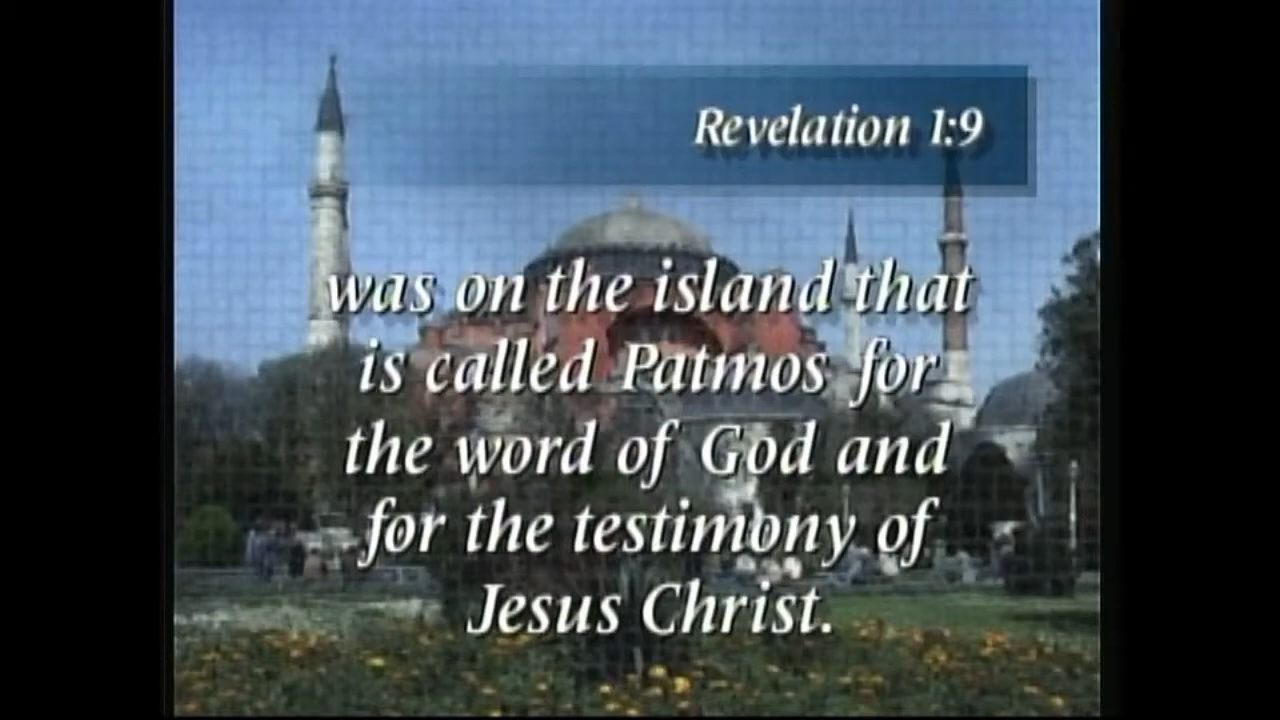 Revelation 1:9
was on the island that
is called Patmos for
the word of God and
for the testimony of
Jesus Christ.